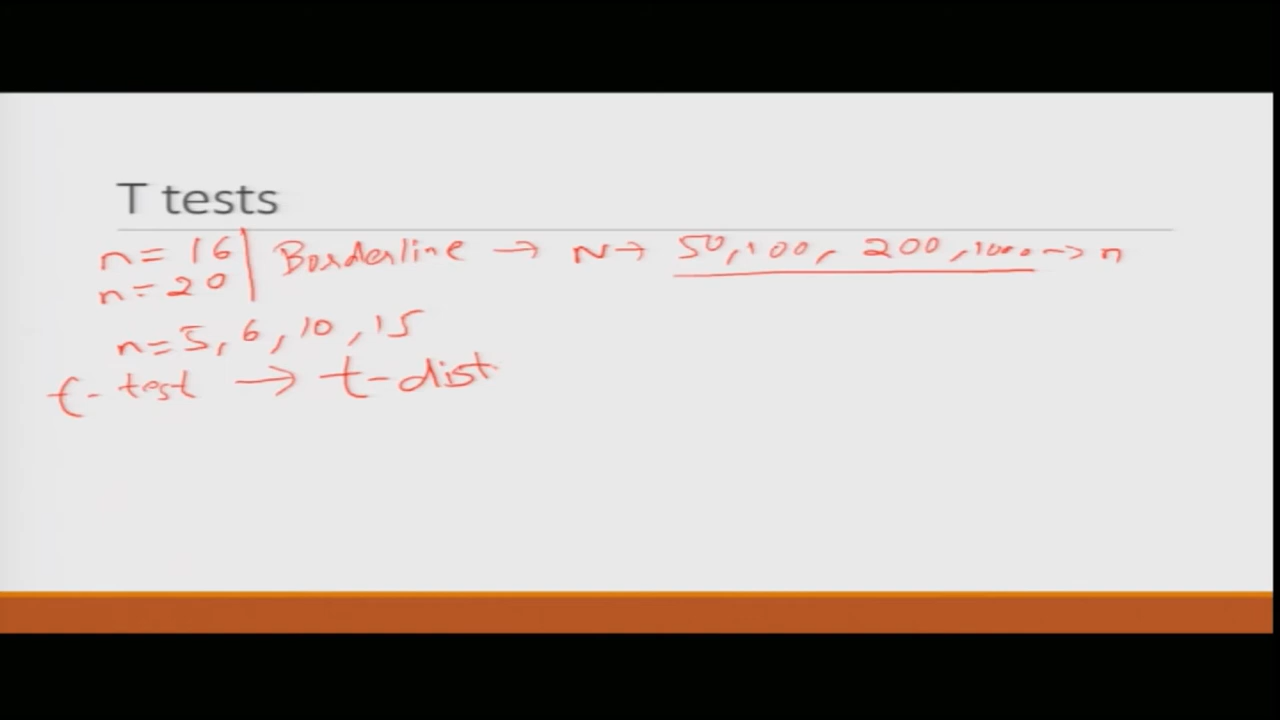 T tests
n = 16 | Borderline → N → 50, 100, 200, 1000 → n
n = 20
n = 5, 6, 10, 15
t - test → t - dist